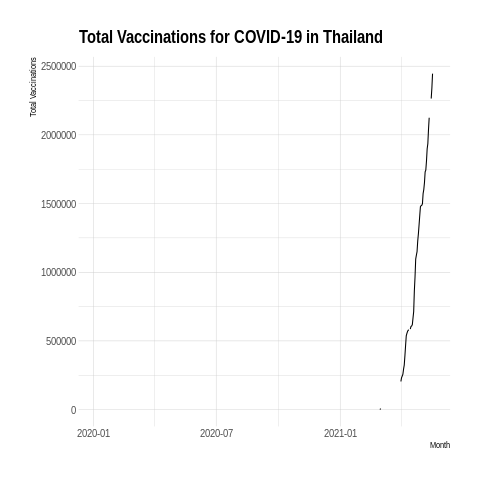 Total Vaccinations for COVID-19 in Thailand
Total Vaccinations
2500000
2000000
1500000
1000000
500000
0
2020-01 2020-07 2021-01
Month